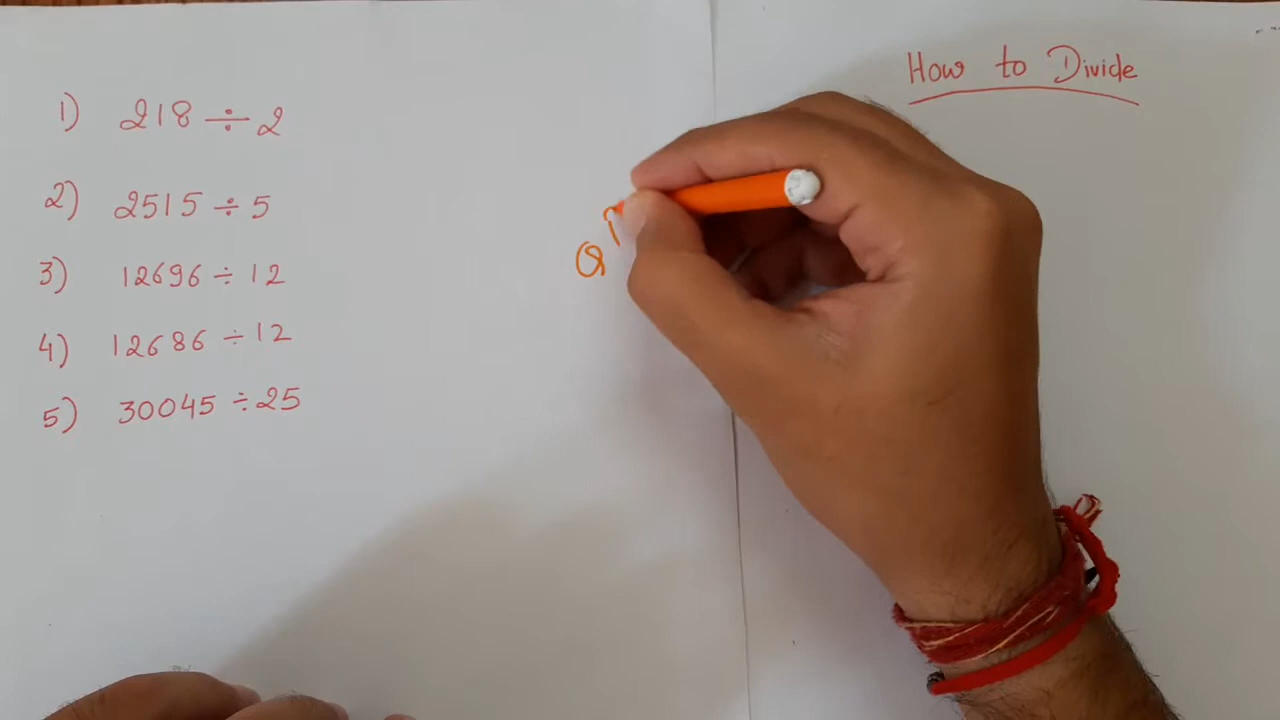 How to Divide
1) 218 ÷ 2
2) 2515 ÷ 5
3) 12696 ÷ 12
4) 12686 ÷ 12
5) 30045 ÷ 25